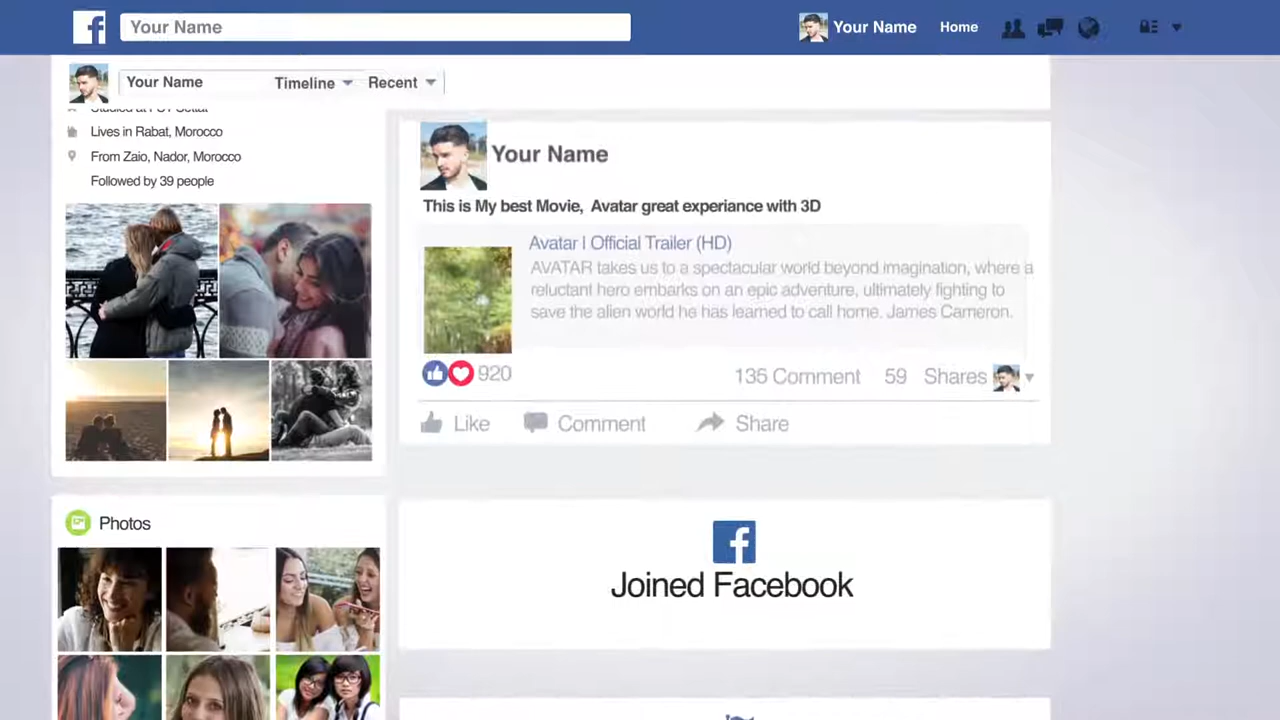 f Your Name
Your Name Home
Your Name Timeline Recent
Lives in Rabat, Morocco
From Zaio, Nador, Morocco
Followed by 39 people
Your Name
This is My best Movie, Avatar great experiance with 3D
Avatar I Official Trailer (HD)
AVATAR takes us to a spectacular world beyond imagination, where a
reluctant hero embarks on an epic adventure, ultimately fighting to
save the alien world he has learned to call home. James Cameron.
920 135 Comment 59 Shares
Like Comment Share
Photos
f
Joined Facebook